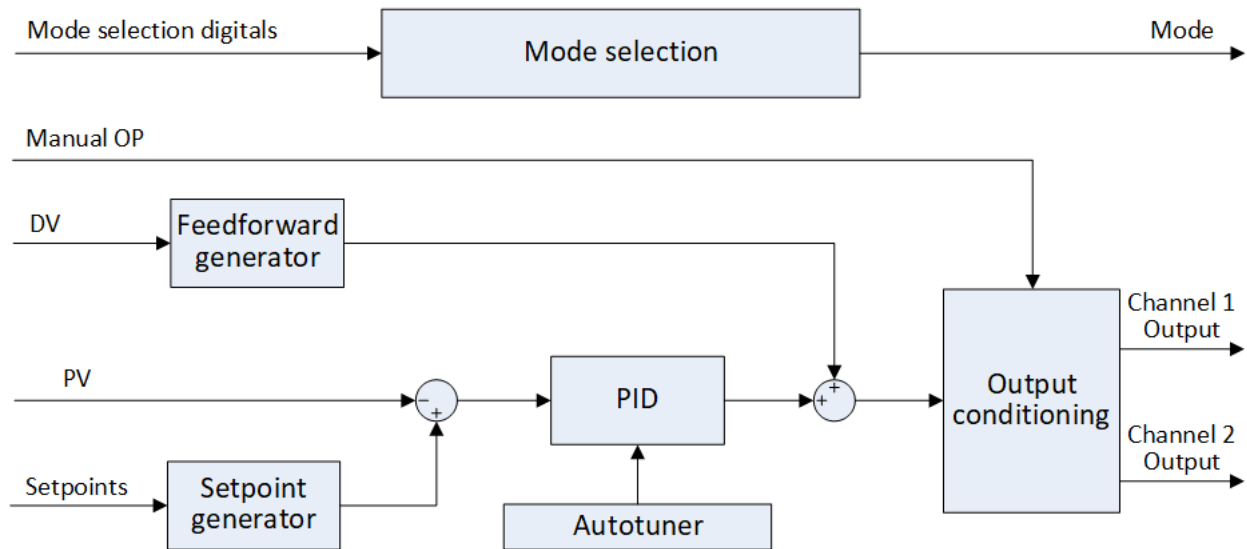 Mode selection digitals
Mode selection
Mode
Manual OP
DV
Feedforward
generator
+
Channel 1
Output
PV
−
+
PID
+
Output
conditioning
Channel 2
Output
Setpoints
Setpoint
generator
Autotuner